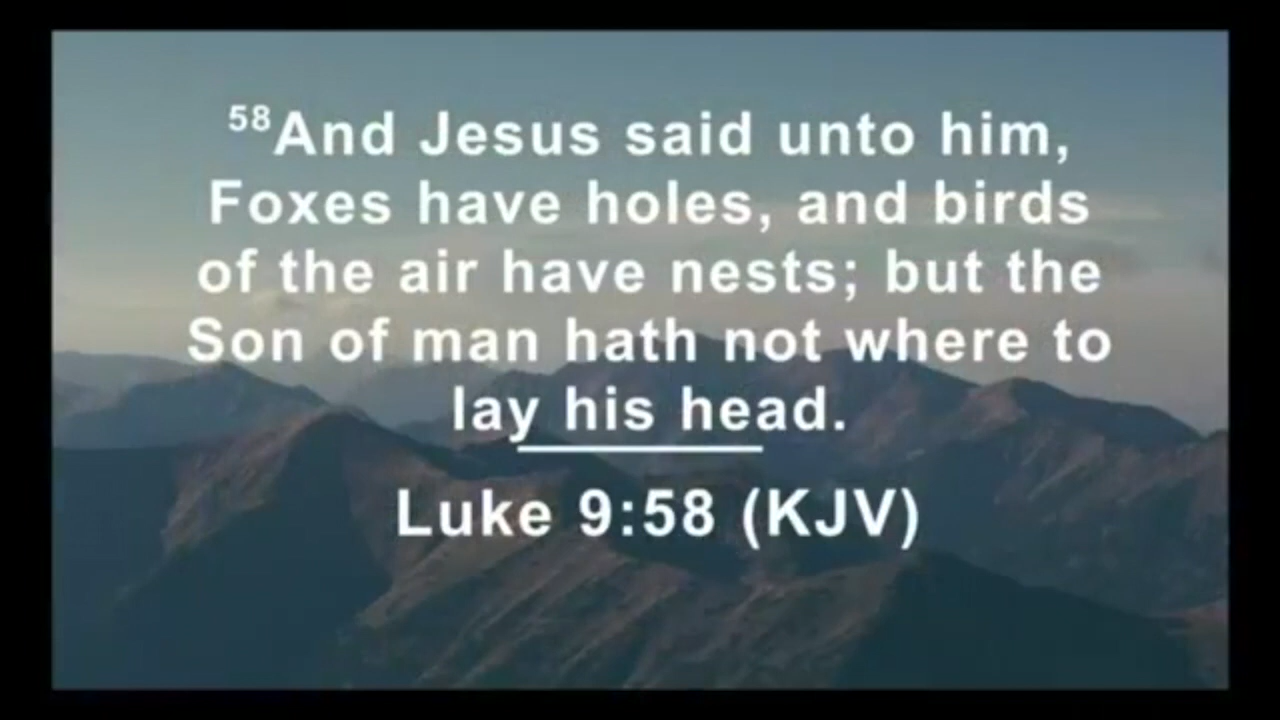 58And Jesus said unto him,
Foxes have holes, and birds
of the air have nests; but the
Son of man hath not where to
lay his head.
Luke 9:58 (KJV)